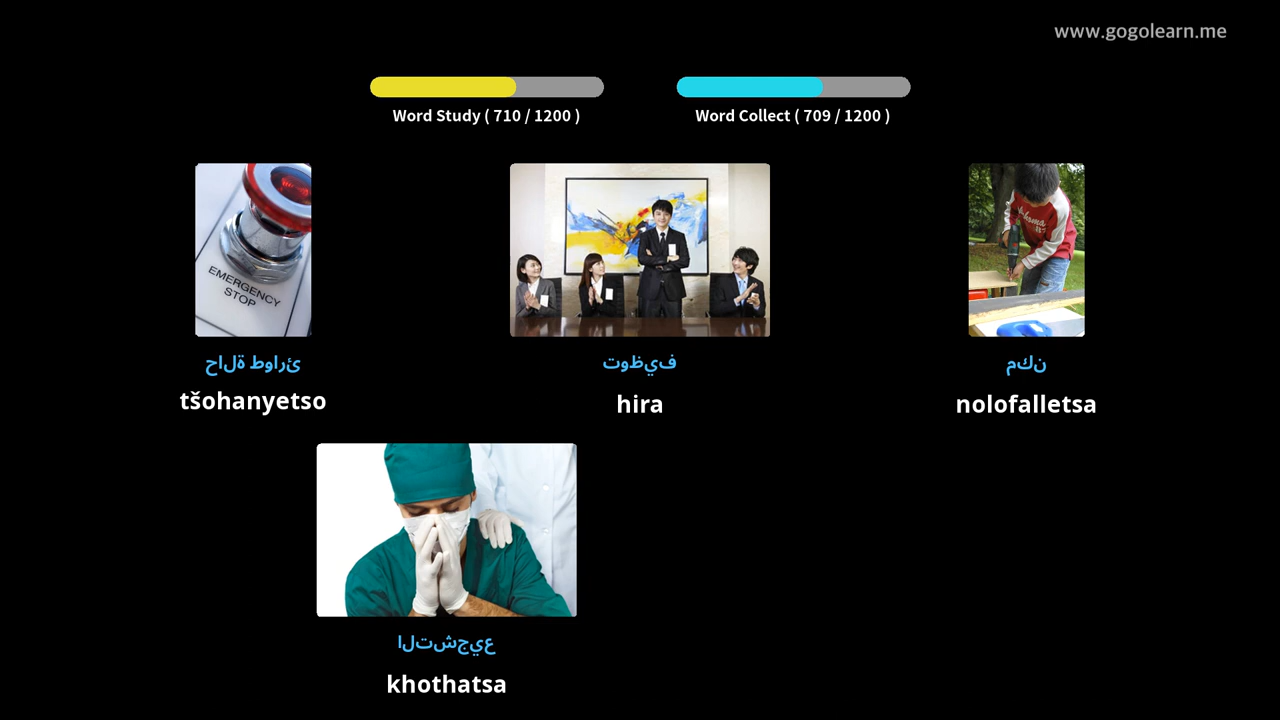 www.gogolearn.me
Word Study ( 710 / 1200 )
Word Collect ( 709 / 1200 )
EMERGENCY
STOP
حالة طوارئ
توظيف
مكن
tšohanyetso
hira
nolofalletsa
التشجيع
khothatsa